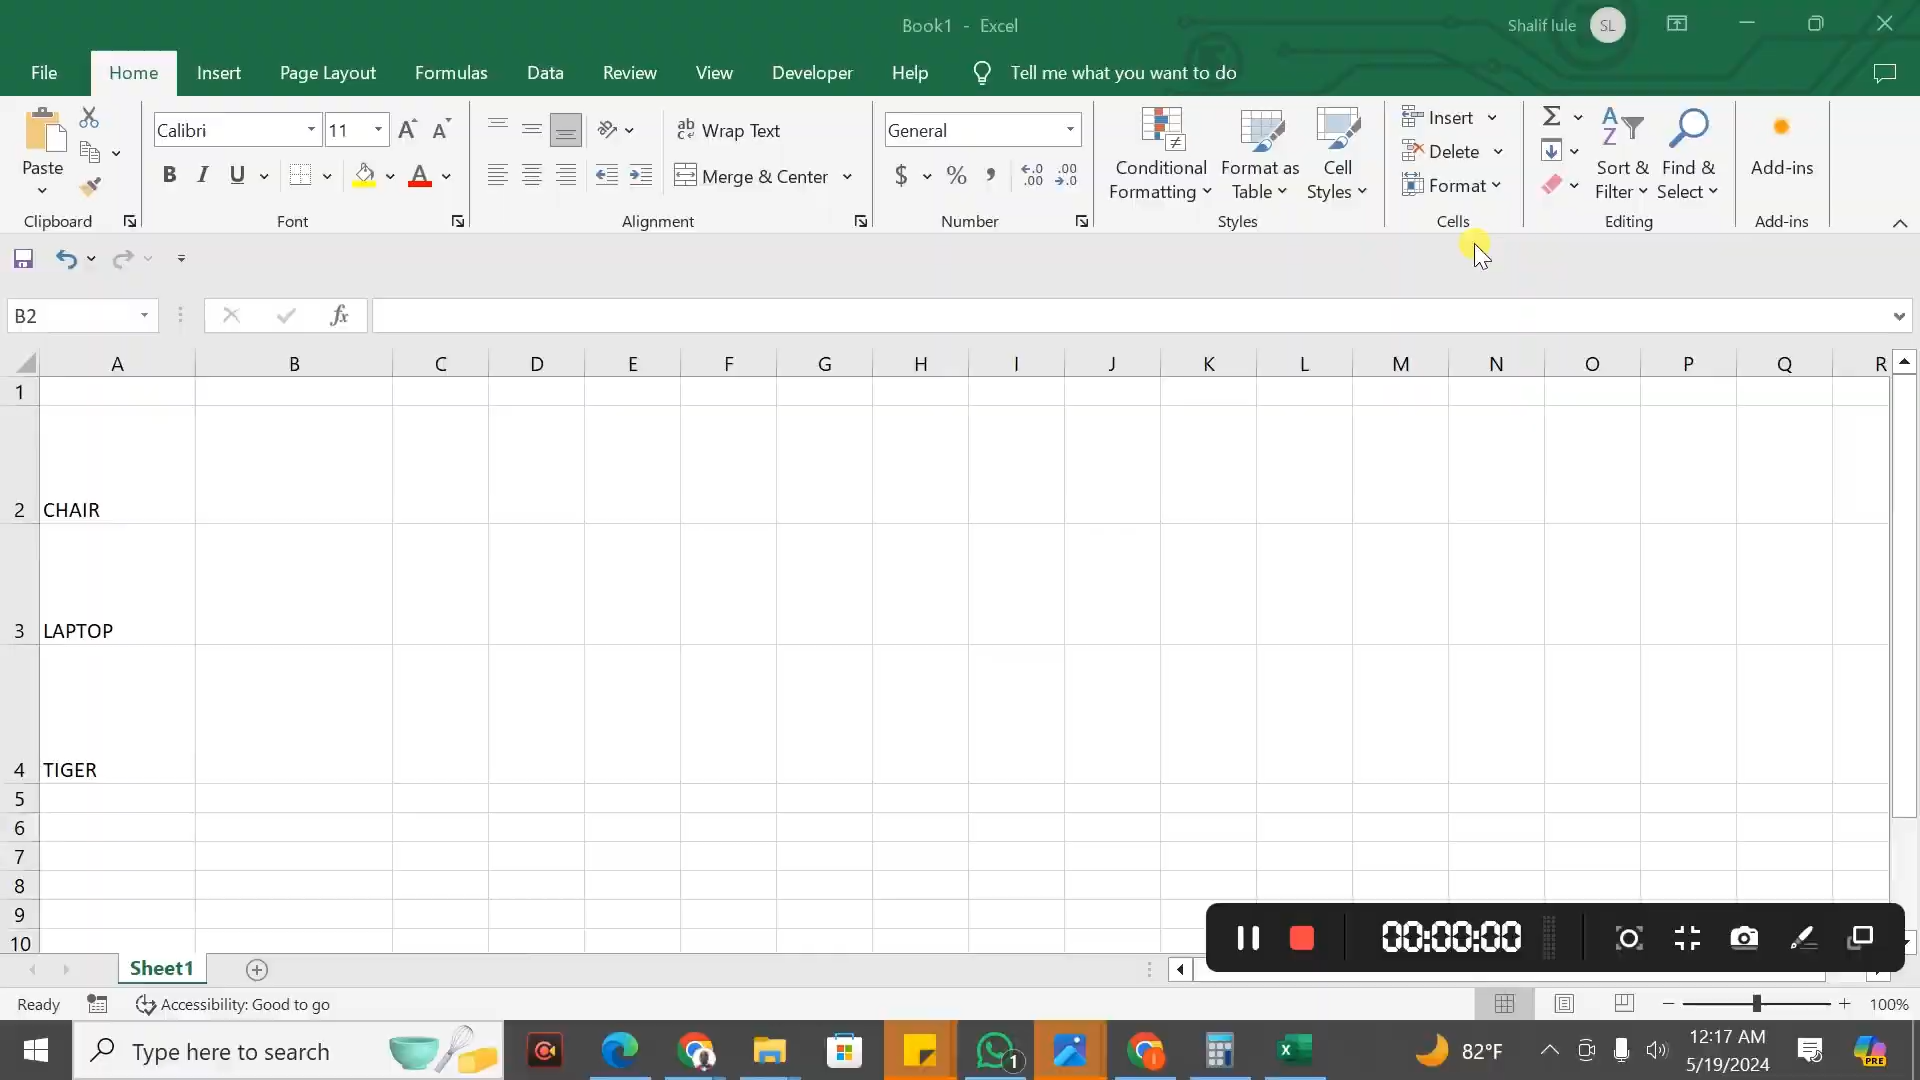 Book1 - Excel
Shalif lule SL
File Home Insert Page Layout Formulas Data Review View Developer Help Tell me what you want to do
Calibri 11 ab Wrap Text General Insert Σ
Paste B I U A Merge & Center $ % , Conditional Formatting Format as Table Cell Styles Delete Sort & Filter Find & Select Add-ins
Format
Clipboard Font Alignment Number Styles Cells Editing Add-ins
B2 fx
A B C D E F G H I J K L M N O P Q R
1
2 CHAIR
3 LAPTOP
4 TIGER
5
6
7
8
9
10
00:00:00
Sheet1
Ready Accessibility: Good to go 100%
Type here to search 1 82°F 12:17 AM
5/19/2024 PRE